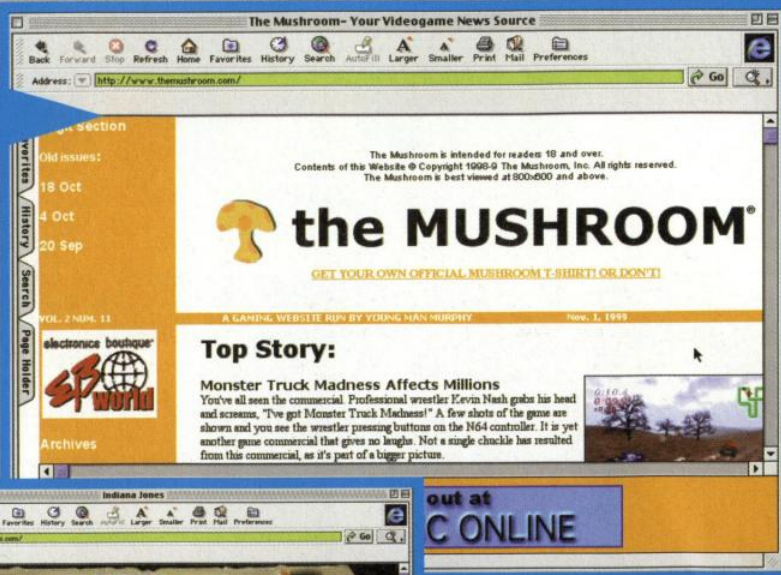 The Mushroom- Your Videogame News Source
Back Forward Stop Refresh Home Favorites History Search AutoFill Larger Smaller Print Mail Preferences
Address: http://www.themushroom.com/ Go
Section
Old issues:
18 Oct
4 Oct
20 Sep
Favorites
History
Search
Page Holder
The Mushroom is intended for readers 18 and over.
Contents of this Website © Copyright 1998-9 The Mushroom, Inc. All rights reserved.
The Mushroom is best viewed at 800x600 and above.
the MUSHROOM®
GET YOUR OWN OFFICIAL MUSHROOM T-SHIRT! OR DON'T!
VOL. 2 NUM. 11 A GAMING WEBSITE RUN BY YOUNG MAN MURPHY Nov. 1, 1999
electronics boutique
EB world
Archives
Top Story:
Monster Truck Madness Affects Millions
You've all seen the commercial. Professional wrestler Kevin Nash grabs his head
and screams, "I've got Monster Truck Madness!" A few shots of the game are
shown and you see the wrestler pressing buttons on the N64 controller. It is yet
another game commercial that gives no laughs. Not a single chuckle has resulted
from this commercial, as it's part of a bigger picture.
Indiana Jones
Favorites History Search AutoFill Larger Smaller Print Mail Preferences
Go
out at
C ONLINE